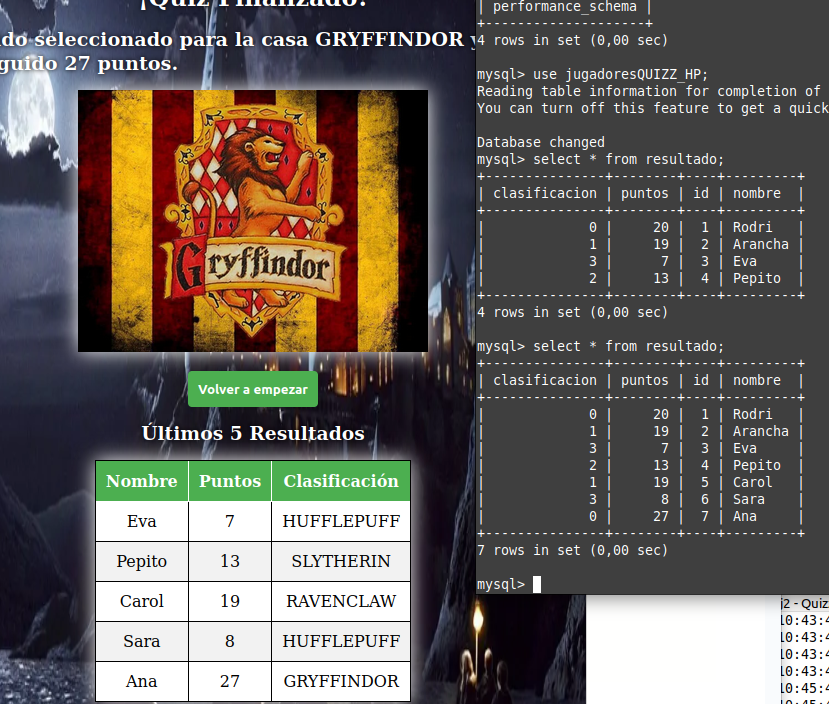 ¡Quiz Finalizado!
do seleccionado para la casa GRYFFINDOR y
guido 27 puntos.
Gryffindor
Volver a empezar
Últimos 5 Resultados
Nombre Puntos Clasificación
Eva 7 HUFFLEPUFF
Pepito 13 SLYTHERIN
Carol 19 RAVENCLAW
Sara 8 HUFFLEPUFF
Ana 27 GRYFFINDOR
| performance_schema |
+--------------------+
4 rows in set (0,00 sec)
mysql> use jugadoresQUIZZ_HP;
Reading table information for completion of
You can turn off this feature to get a quick
Database changed
mysql> select * from resultado;
+---------------+--------+----+---------+
| clasificacion | puntos | id | nombre  |
+---------------+--------+----+---------+
|             0 |     20 |  1 | Rodri   |
|             1 |     19 |  2 | Arancha |
|             3 |      7 |  3 | Eva     |
|             2 |     13 |  4 | Pepito  |
+---------------+--------+----+---------+
4 rows in set (0,00 sec)
mysql> select * from resultado;
+---------------+--------+----+---------+
| clasificacion | puntos | id | nombre  |
+---------------+--------+----+---------+
|             0 |     20 |  1 | Rodri   |
|             1 |     19 |  2 | Arancha |
|             3 |      7 |  3 | Eva     |
|             2 |     13 |  4 | Pepito  |
|             1 |     19 |  5 | Carol   |
|             3 |      8 |  6 | Sara    |
|             0 |     27 |  7 | Ana     |
+---------------+--------+----+---------+
7 rows in set (0,00 sec)
mysql>
j2 - Quiz
10:43:4
10:43:4
10:43:4
10:43:4
10:45:4